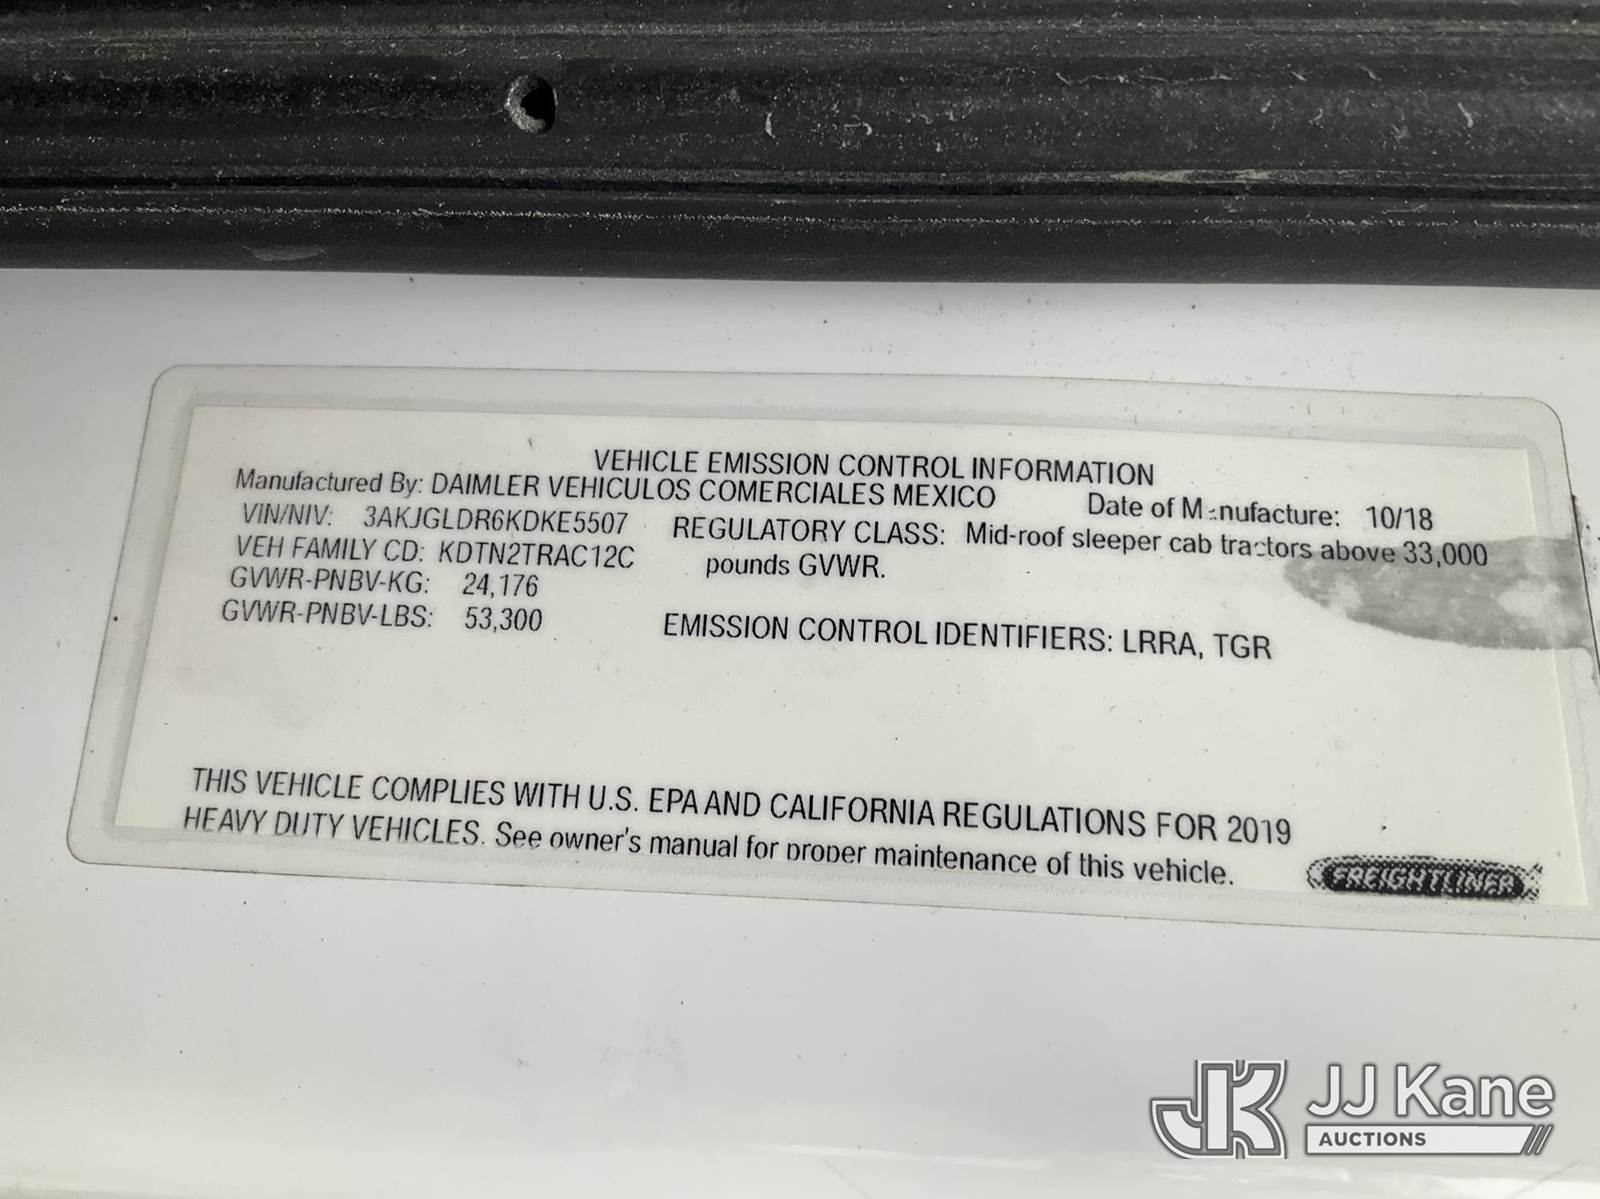 VEHICLE EMISSION CONTROL INFORMATION
Manufactured By: DAIMLER VEHICULOS COMERCIALES MEXICO Date of Manufacture: 10/18
VIN/NIV: 3AKJGLDR6KDKE5507 REGULATORY CLASS: Mid-roof sleeper cab tractors above 33,000
VEH FAMILY CD: KDTN2TRAC12C pounds GVWR.
GVWR-PNBV-KG: 24,176
GVWR-PNBV-LBS: 53,300 EMISSION CONTROL IDENTIFIERS: LRRA, TGR
THIS VEHICLE COMPLIES WITH U.S. EPA AND CALIFORNIA REGULATIONS FOR 2019
HEAVY DUTY VEHICLES. See owner's manual for proper maintenance of this vehicle.
FREIGHTLINER
JK JJ Kane
AUCTIONS